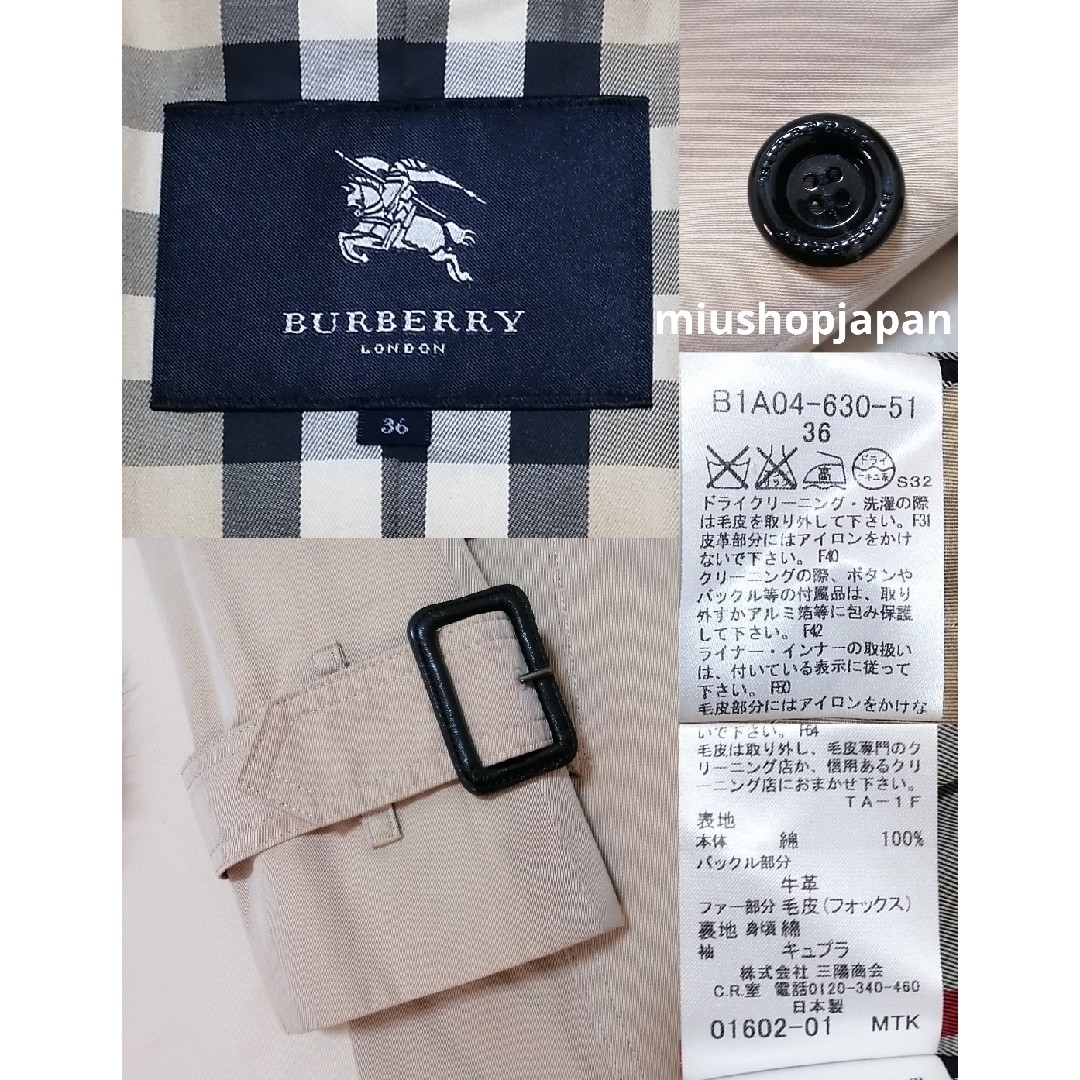 BURBERRY
LONDON
36
miushopjapan
B1A04-630-51
36
S32
ドライクリーニング・洗濯の際
は毛皮を取り外して下さい。F31
皮革部分にはアイロンをかけ
ないで下さい。 F40
クリーニングの際、ボタンや
バックル等の付属品は、取り
外すかアルミ箔等に包み保護
して下さい。 F42
ライナー・インナーの取扱い
は、付いている表示に従って
下さい。
毛皮部分にはアイロンをかけな
いで下さい。 F64
毛皮は取り外し、毛皮専門のク
リーニング店か、信用あるクリ
ーニング店におまかせ下さい。
TA-1F
表地
本体 綿 100%
バックル部分
牛革
ファー部分 毛皮(フォックス)
裏地 身頃 綿
袖 キュプラ
株式会社 三陽商会
C.R.室 電話0120-340-460
日本製
01602-01 MTK